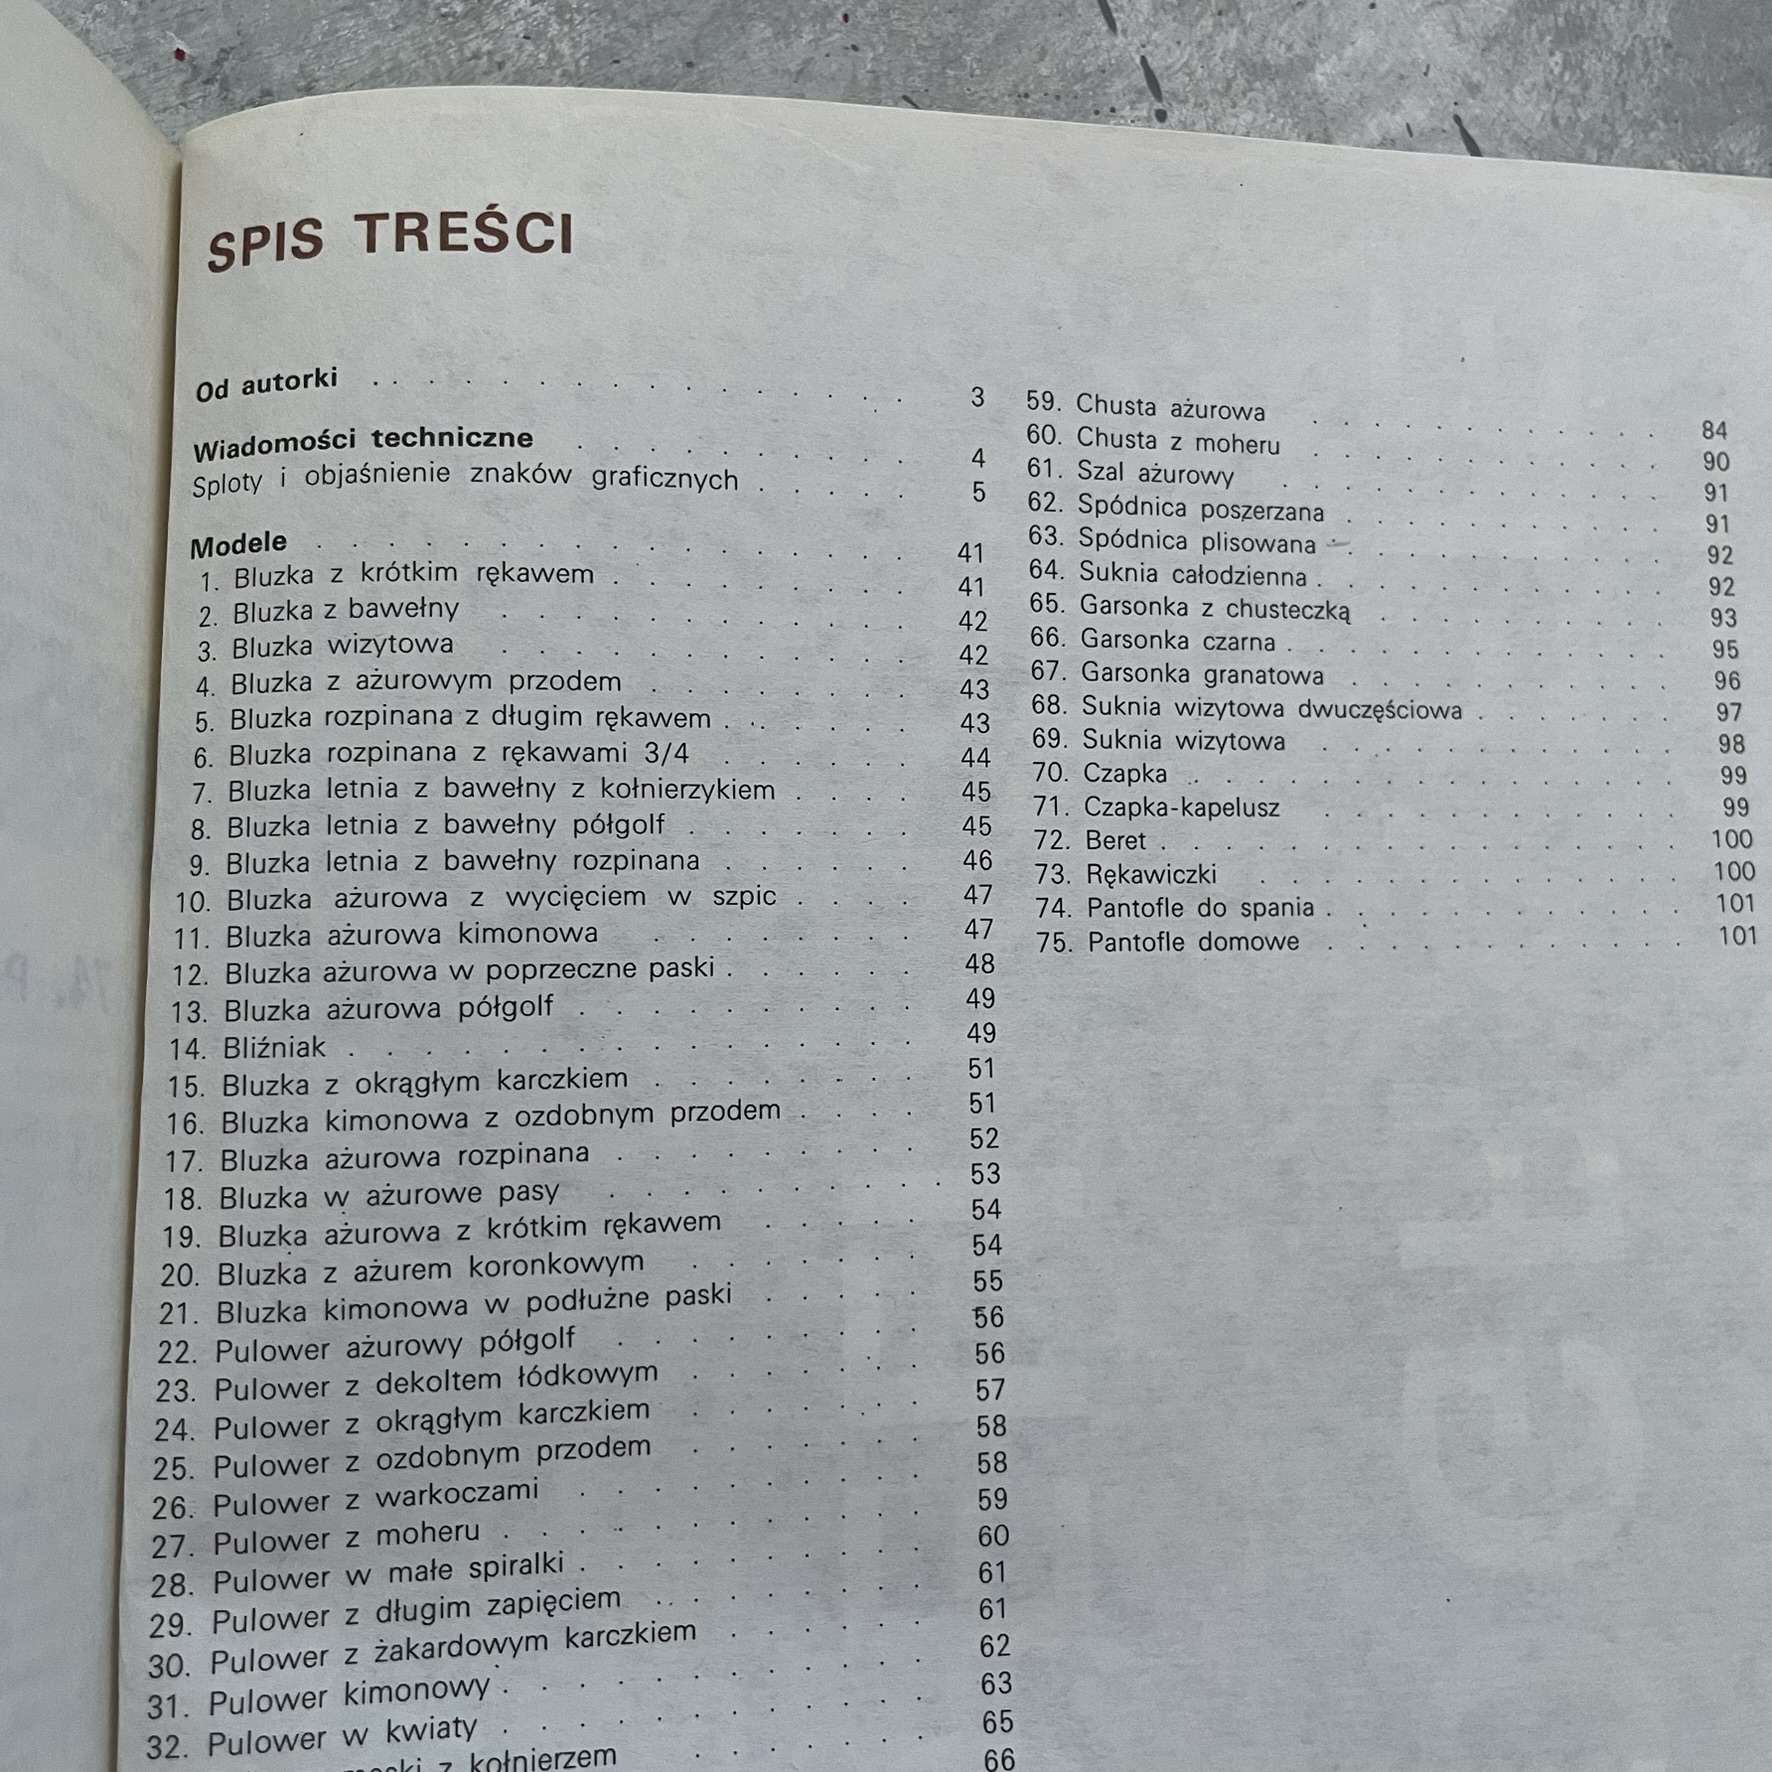 SPIS TREŚCI
Od autorki . . . . . . . . . . . . 3
Wiadomości techniczne . . . . . . . . . 4
Sploty i objaśnienie znaków graficznych . . . . . 5
Modele . . . . . . . . . . . . . . . . 41
1. Bluzka z krótkim rękawem . . . . . . . . 41
2. Bluzka z bawełny . . . . . . . . . . . 42
3. Bluzka wizytowa . . . . . . . . . . . 42
4. Bluzka z ażurowym przodem . . . . . . . 43
5. Bluzka rozpinana z długim rękawem . . . . . 43
6. Bluzka rozpinana z rękawami 3/4 . . . . . . 44
7. Bluzka letnia z bawełny z kołnierzykiem . . . . 45
8. Bluzka letnia z bawełny półgolf . . . . . . . 45
9. Bluzka letnia z bawełny rozpinana . . . . . . 46
10. Bluzka ażurowa z wycięciem w szpic . . . . 47
11. Bluzka ażurowa kimonowa . . . . . . . . 47
12. Bluzka ażurowa w poprzeczne paski . . . . . . 48
13. Bluzka ażurowa półgolf . . . . . . . . . . 49
14. Bliźniak . . . . . . . . . . . . . . . 49
15. Bluzka z okrągłym karczkiem . . . . . . . . 51
16. Bluzka kimonowa z ozdobnym przodem . . . . 51
17. Bluzka ażurowa rozpinana . . . . . . . . . 52
18. Bluzka w ażurowe pasy . . . . . . . . . . 53
19. Bluzka ażurowa z krótkim rękawem . . . . . 54
20. Bluzka z ażurem koronkowym . . . . . . . 54
21. Bluzka kimonowa w podłużne paski . . . . . 55
22. Pulower ażurowy półgolf . . . . . . . . . 56
23. Pulower z dekoltem łódkowym . . . . . . . 56
24. Pulower z okrągłym karczkiem . . . . . . . 57
25. Pulower z ozdobnym przodem . . . . . . . 58
26. Pulower z warkoczami . . . . . . . . . . 58
27. Pulower z moheru . . . . . . . . . . . . 59
28. Pulower w małe spiralki . . . . . . . . . . 60
29. Pulower z długim zapięciem . . . . . . . . 61
30. Pulower z żakardowym karczkiem . . . . . . 61
31. Pulower kimonowy . . . . . . . . . . . . 62
32. Pulower w kwiaty . . . . . . . . . . . . 63
z kołnierzem . . . . . . . 65
66
59. Chusta ażurowa . . . . . . . . . . . . 84
60. Chusta z moheru . . . . . . . . . . . . 90
61. Szal ażurowy . . . . . . . . . . . . . 91
62. Spódnica poszerzana . . . . . . . . . . . 91
63. Spódnica plisowana . . . . . . . . . . . 92
64. Suknia całodzienna . . . . . . . . . . . . 92
65. Garsonka z chusteczką . . . . . . . . . . 93
66. Garsonka czarna . . . . . . . . . . . . . 95
67. Garsonka granatowa . . . . . . . . . . . 96
68. Suknia wizytowa dwuczęściowa . . . . . . . 97
69. Suknia wizytowa . . . . . . . . . . . . 98
70. Czapka . . . . . . . . . . . . . . . 99
71. Czapka-kapelusz . . . . . . . . . . . . 99
72. Beret . . . . . . . . . . . . . . . . 100
73. Rękawiczki . . . . . . . . . . . . . 100
74. Pantofle do spania . . . . . . . . . . . 101
75. Pantofle domowe . . . . . . . . . . . 101